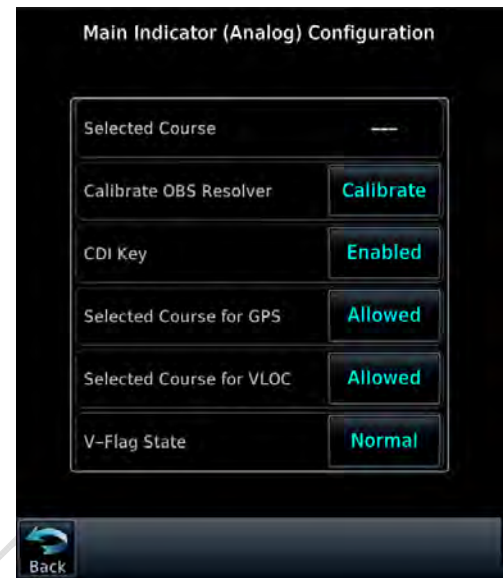 Main Indicator (Analog) Configuration
Selected Course ---
Calibrate OBS Resolver Calibrate
CDI Key Enabled
Selected Course for GPS Allowed
Selected Course for VLOC Allowed
V-Flag State Normal
Back